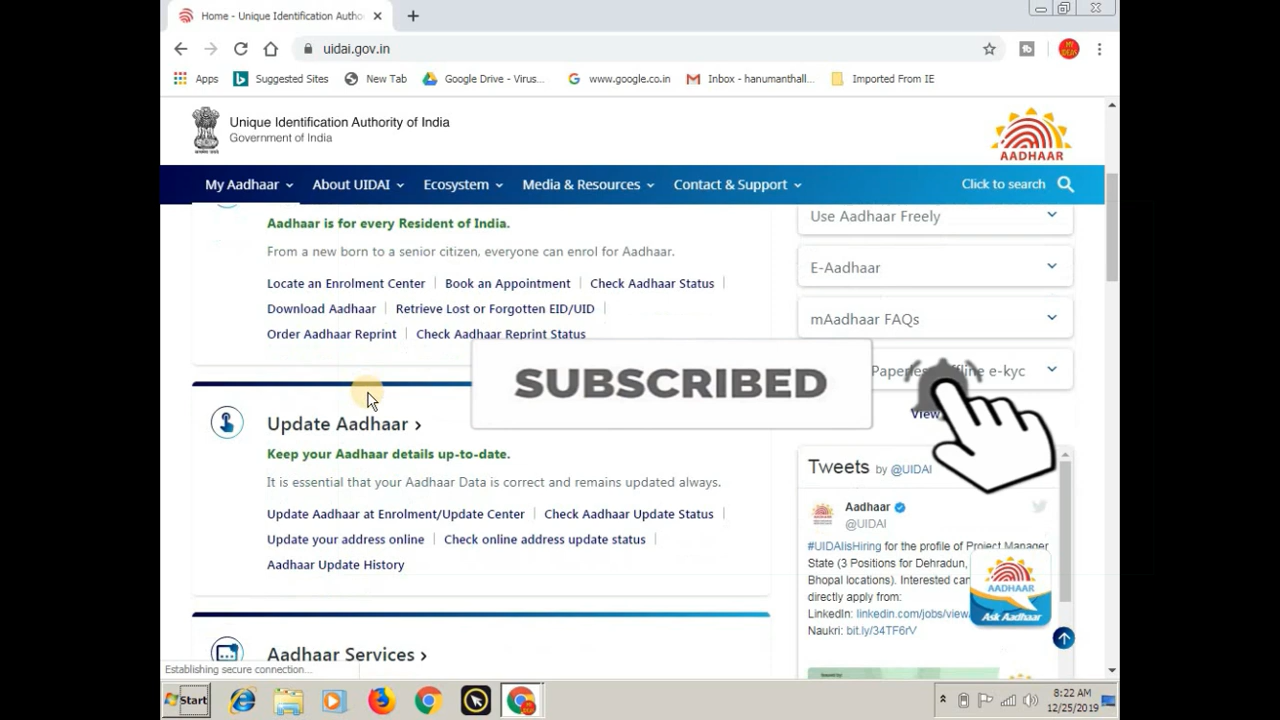 Home - Unique Identification Autho
uidai.gov.in
Apps
Suggested Sites
New Tab
Google Drive - Virus...
www.google.co.in
Inbox - hanumanthall...
Imported From IE
Unique Identification Authority of India
Government of India
AADHAAR
My Aadhaar
About UIDAI
Ecosystem
Media & Resources
Contact & Support
Click to search
Aadhaar is for every Resident of India.
From a new born to a senior citizen, everyone can enrol for Aadhaar.
Locate an Enrolment Center
Book an Appointment
Check Aadhaar Status
Download Aadhaar
Retrieve Lost or Forgotten EID/UID
Order Aadhaar Reprint
Check Aadhaar Reprint Status
Use Aadhaar Freely
E-Aadhaar
mAadhaar FAQs
e-kyc
View
SUBSCRIBED
Update Aadhaar ›
Keep your Aadhaar details up-to-date.
It is essential that your Aadhaar Data is correct and remains updated always.
Update Aadhaar at Enrolment/Update Center
Check Aadhaar Update Status
Update your address online
Check online address update status
Aadhaar Update History
Aadhaar Services ›
Tweets by @UIDAI
Aadhaar
@UIDAI
#UIDAIisHiring for the profile of Project Manager
State (3 Positions for Dehradun,
Bhopal locations). Interested can
directly apply from:
LinkedIn: linkedin.com/jobs/view
Naukri: bit.ly/34TF6rV
AADHAAR
Ask Aadhaar
Establishing secure connection...
Start
8:22 AM
12/25/2019